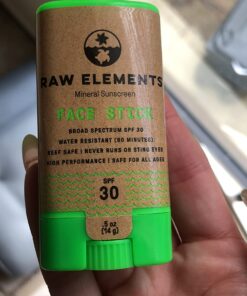 RAW ELEMENTS
Mineral Sunscreen
FACE STICK
BROAD SPECTRUM SPF 30
WATER RESISTANT (80 MINUTES)
REEF SAFE | NEVER RUNS OR STING EYES
HIGH PERFORMANCE | SAFE FOR ALL AGES
SPF
30
.5 oz
(14 g)